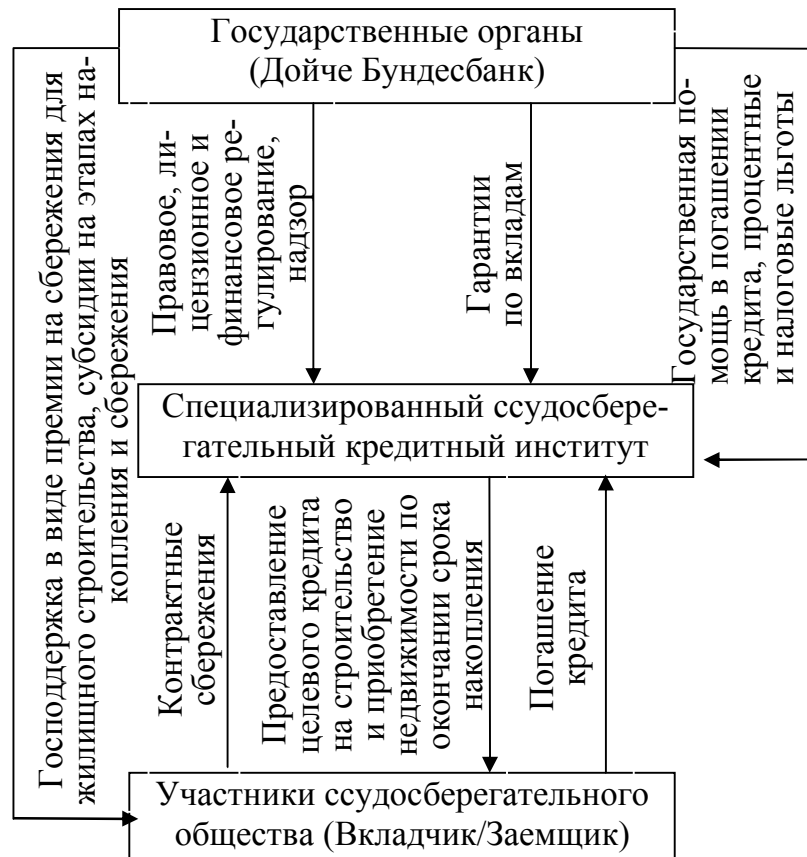 Государственные органы
(Дойче Бундесбанк)
Господдержка в виде премии на сбережения для
жилищного строительства, субсидии на этапах на-
копления и сбережения
Правовое, ли-
цензионное и
финансовое ре-
гулирование,
надзор
Гарантии
по вкладам
Государственная по-
мощь в погашении
кредита, процентные
и налоговые льготы
Специализированный ссудосбере-
гательный кредитный институт
Контрактные
сбережения
Предоставление
целевого кредита
на строительство
и приобретение
недвижимости по
окончании срока
накопления
Погашение
кредита
Участники ссудосберегательного
общества (Вкладчик/Заемщик)